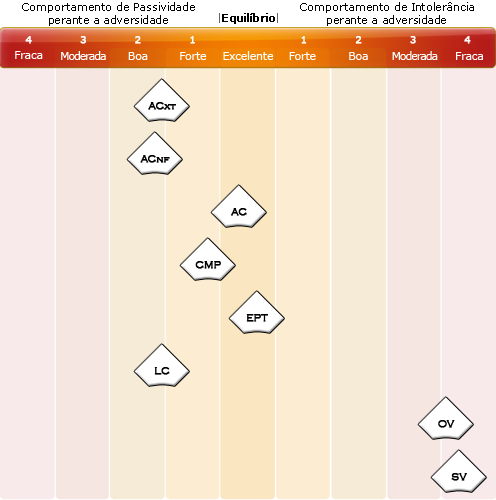 Comportamento de Passividade
perante a adversidade
|Equilíbrio|
Comportamento de Intolerância
perante a adversidade
4 3 2 1 1 2 3 4
Fraca Moderada Boa Forte Excelente Forte Boa Moderada Fraca
ACXT
ACNF
AC
CMP
EPT
LC
OV
SV